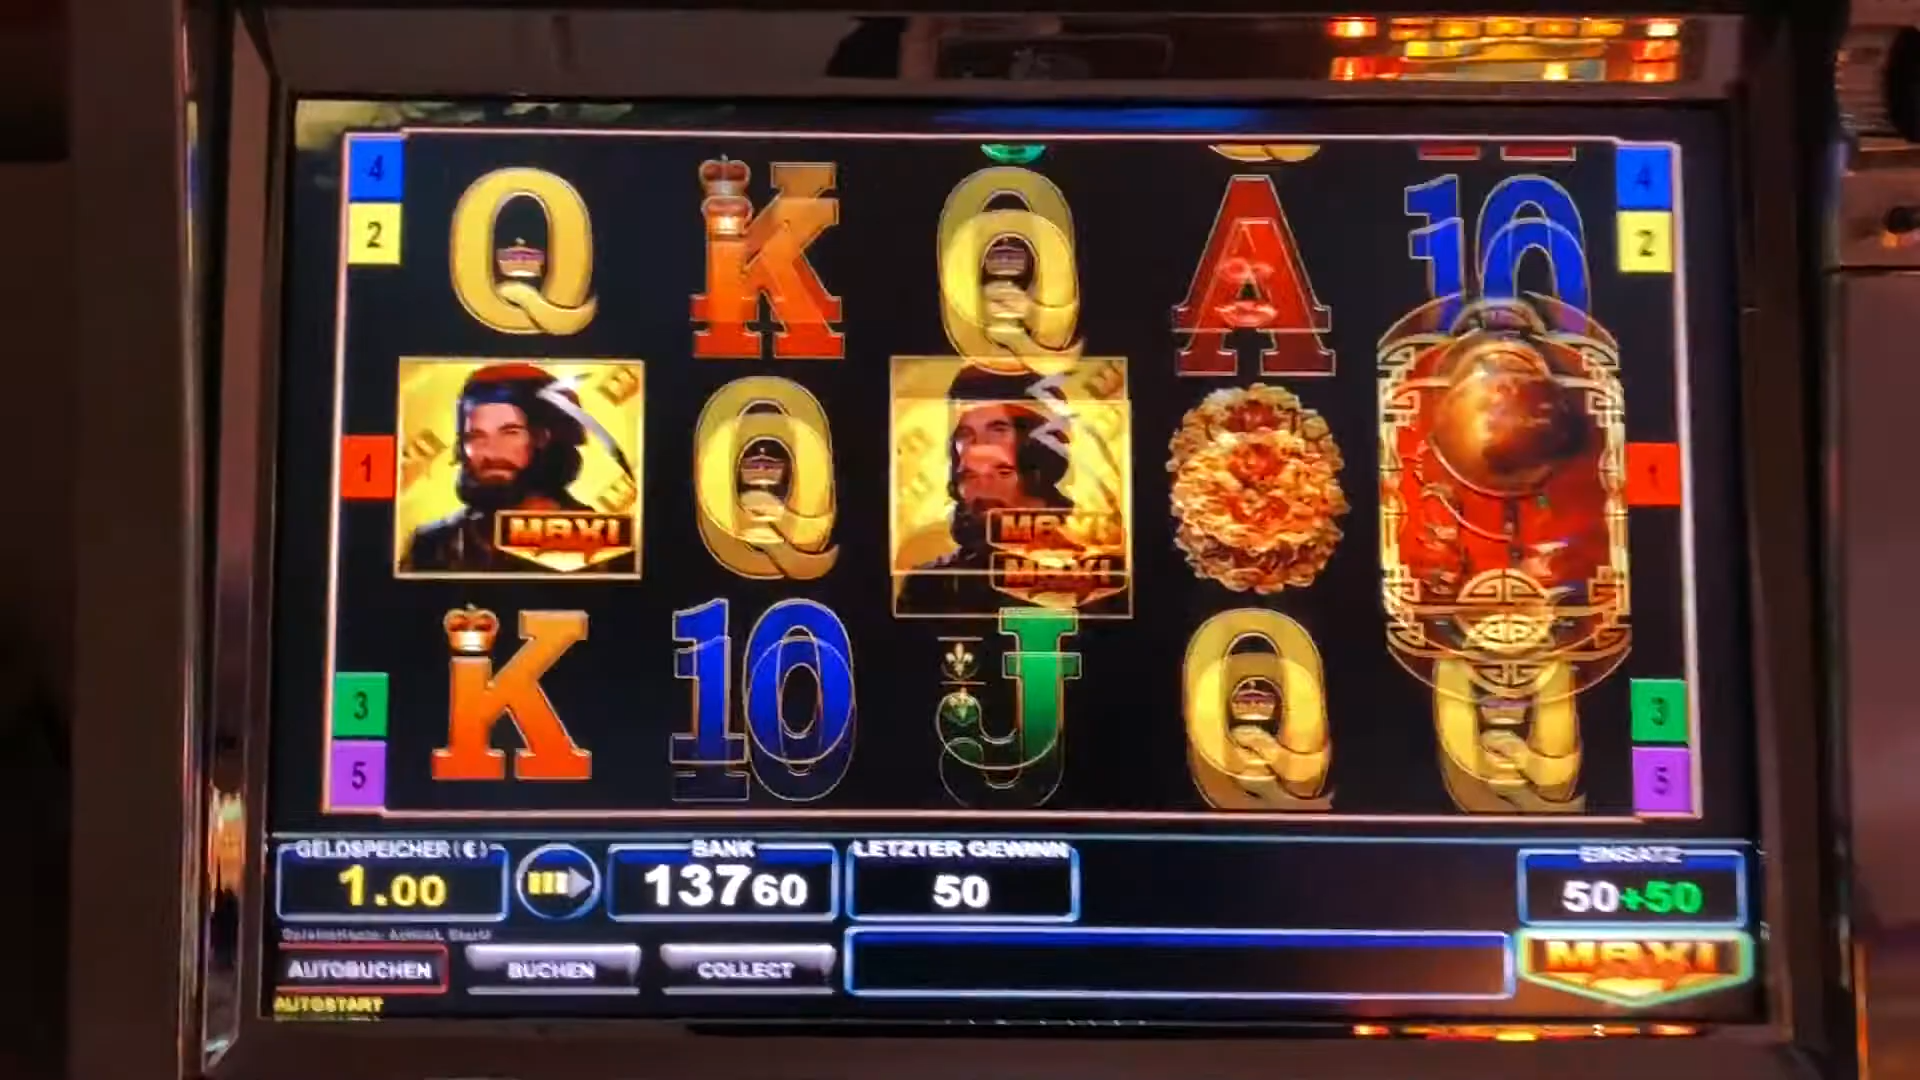 4 4
2 Q K Q A 10 2
1 MAXI Q MAXI 1
MAXI
K 10 J Q Q
3 3
5 5
GELDSPEICHER (€) BANK LETZTER GEWINN EINSATZ
1.00 13760 50 50+50
AUTOBUCHEN BUCHEN COLLECT MAXI
AUTOSTART